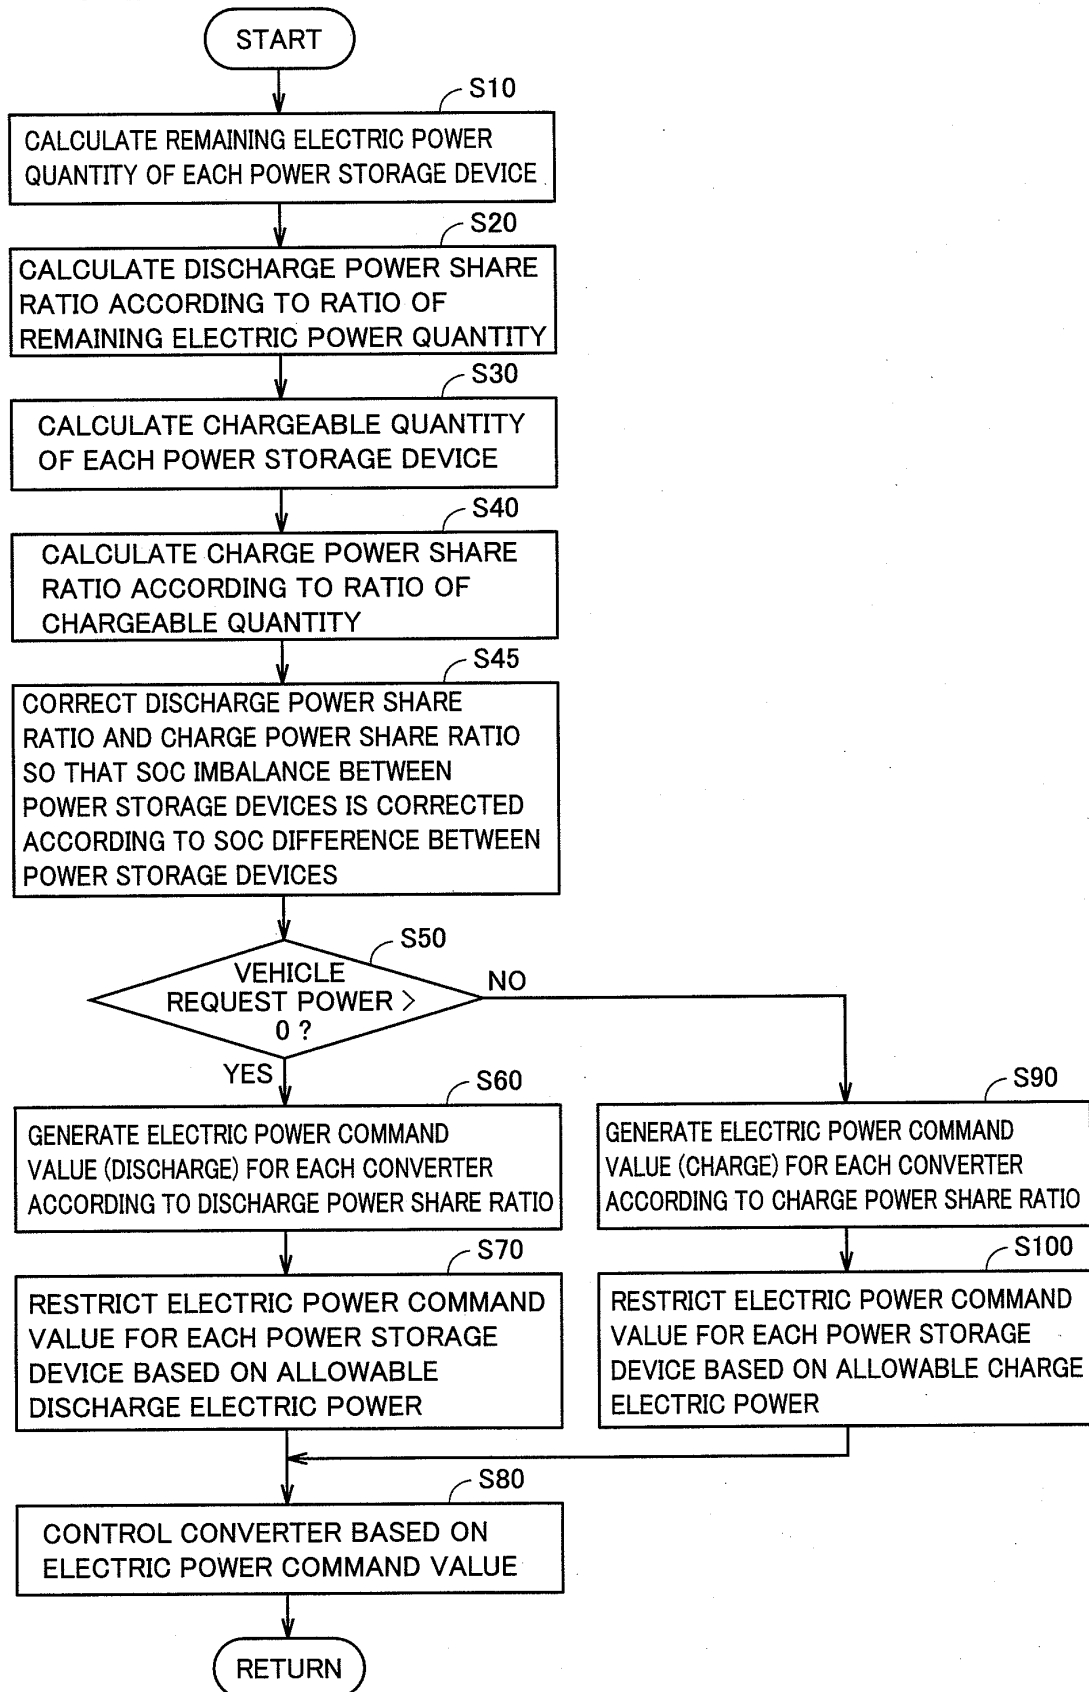 START
S10
CALCULATE REMAINING ELECTRIC POWER
QUANTITY OF EACH POWER STORAGE DEVICE
S20
CALCULATE DISCHARGE POWER SHARE
RATIO ACCORDING TO RATIO OF
REMAINING ELECTRIC POWER QUANTITY
S30
CALCULATE CHARGEABLE QUANTITY
OF EACH POWER STORAGE DEVICE
S40
CALCULATE CHARGE POWER SHARE
RATIO ACCORDING TO RATIO OF
CHARGEABLE QUANTITY
S45
CORRECT DISCHARGE POWER SHARE
RATIO AND CHARGE POWER SHARE RATIO
SO THAT SOC IMBALANCE BETWEEN
POWER STORAGE DEVICES IS CORRECTED
ACCORDING TO SOC DIFFERENCE BETWEEN
POWER STORAGE DEVICES
S50
VEHICLE
REQUEST POWER >
0 ?
NO
YES
S60
GENERATE ELECTRIC POWER COMMAND
VALUE (DISCHARGE) FOR EACH CONVERTER
ACCORDING TO DISCHARGE POWER SHARE RATIO
S90
GENERATE ELECTRIC POWER COMMAND
VALUE (CHARGE) FOR EACH CONVERTER
ACCORDING TO CHARGE POWER SHARE RATIO
S70
RESTRICT ELECTRIC POWER COMMAND
VALUE FOR EACH POWER STORAGE
DEVICE BASED ON ALLOWABLE
DISCHARGE ELECTRIC POWER
S100
RESTRICT ELECTRIC POWER COMMAND
VALUE FOR EACH POWER STORAGE
DEVICE BASED ON ALLOWABLE CHARGE
ELECTRIC POWER
S80
CONTROL CONVERTER BASED ON
ELECTRIC POWER COMMAND VALUE
RETURN